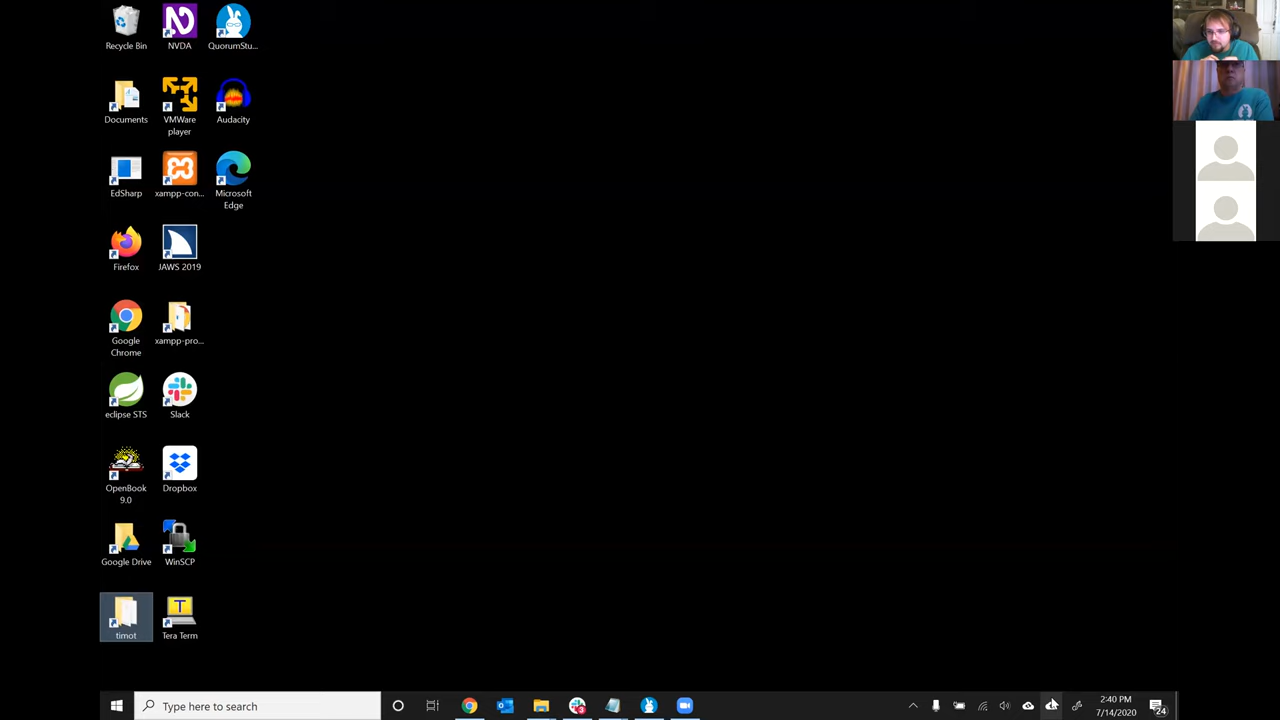 Recycle Bin
NVDA
QuorumStu...
Documents
VMWare
player
Audacity
EdSharp
xampp-con...
Microsoft
Edge
Firefox
JAWS 2019
Google
Chrome
xampp-pro...
eclipse STS
Slack
OpenBook
9.0
Dropbox
Google Drive
WinSCP
timot
T
Tera Term
Type here to search
2:40 PM
7/14/2020
24